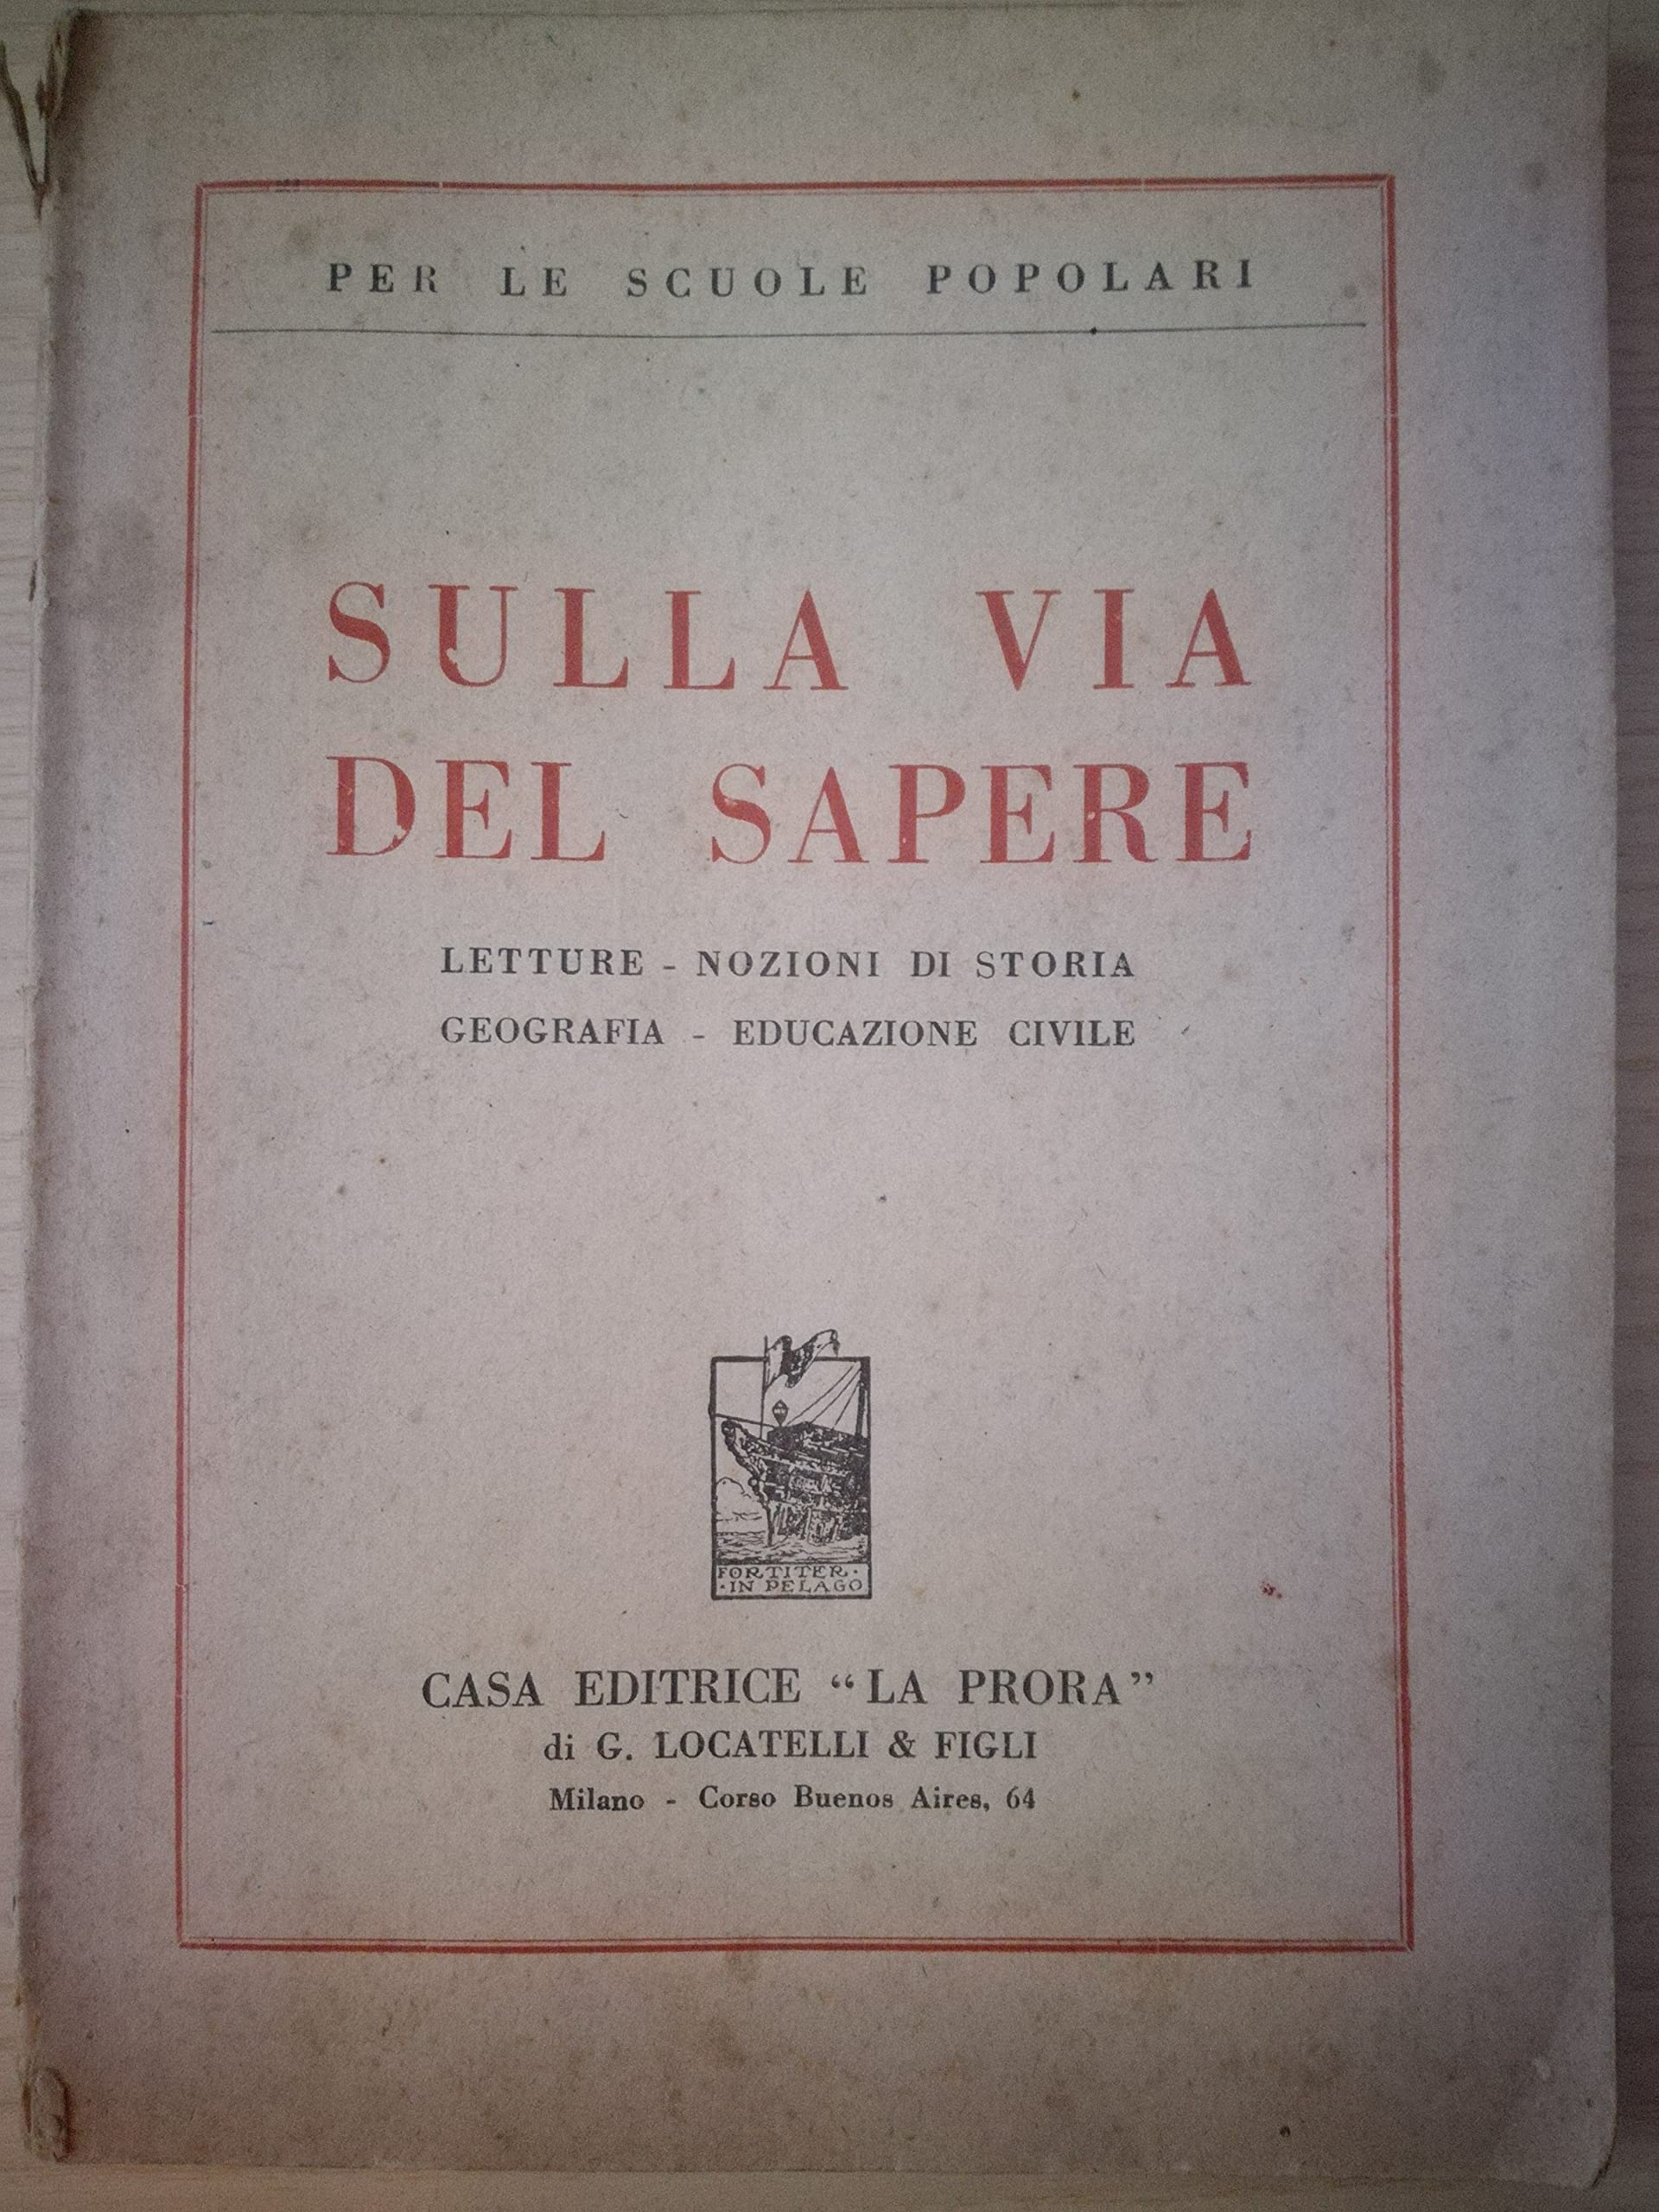 PER LE SCUOLE POPOLARI
SULLA VIA
DEL SAPERE
LETTURE - NOZIONI DI STORIA
GEOGRAFIA - EDUCAZIONE CIVILE
FORTITER·
·IN PELAGO
CASA EDITRICE “LA PRORA”
di G. LOCATELLI & FIGLI
Milano - Corso Buenos Aires, 64